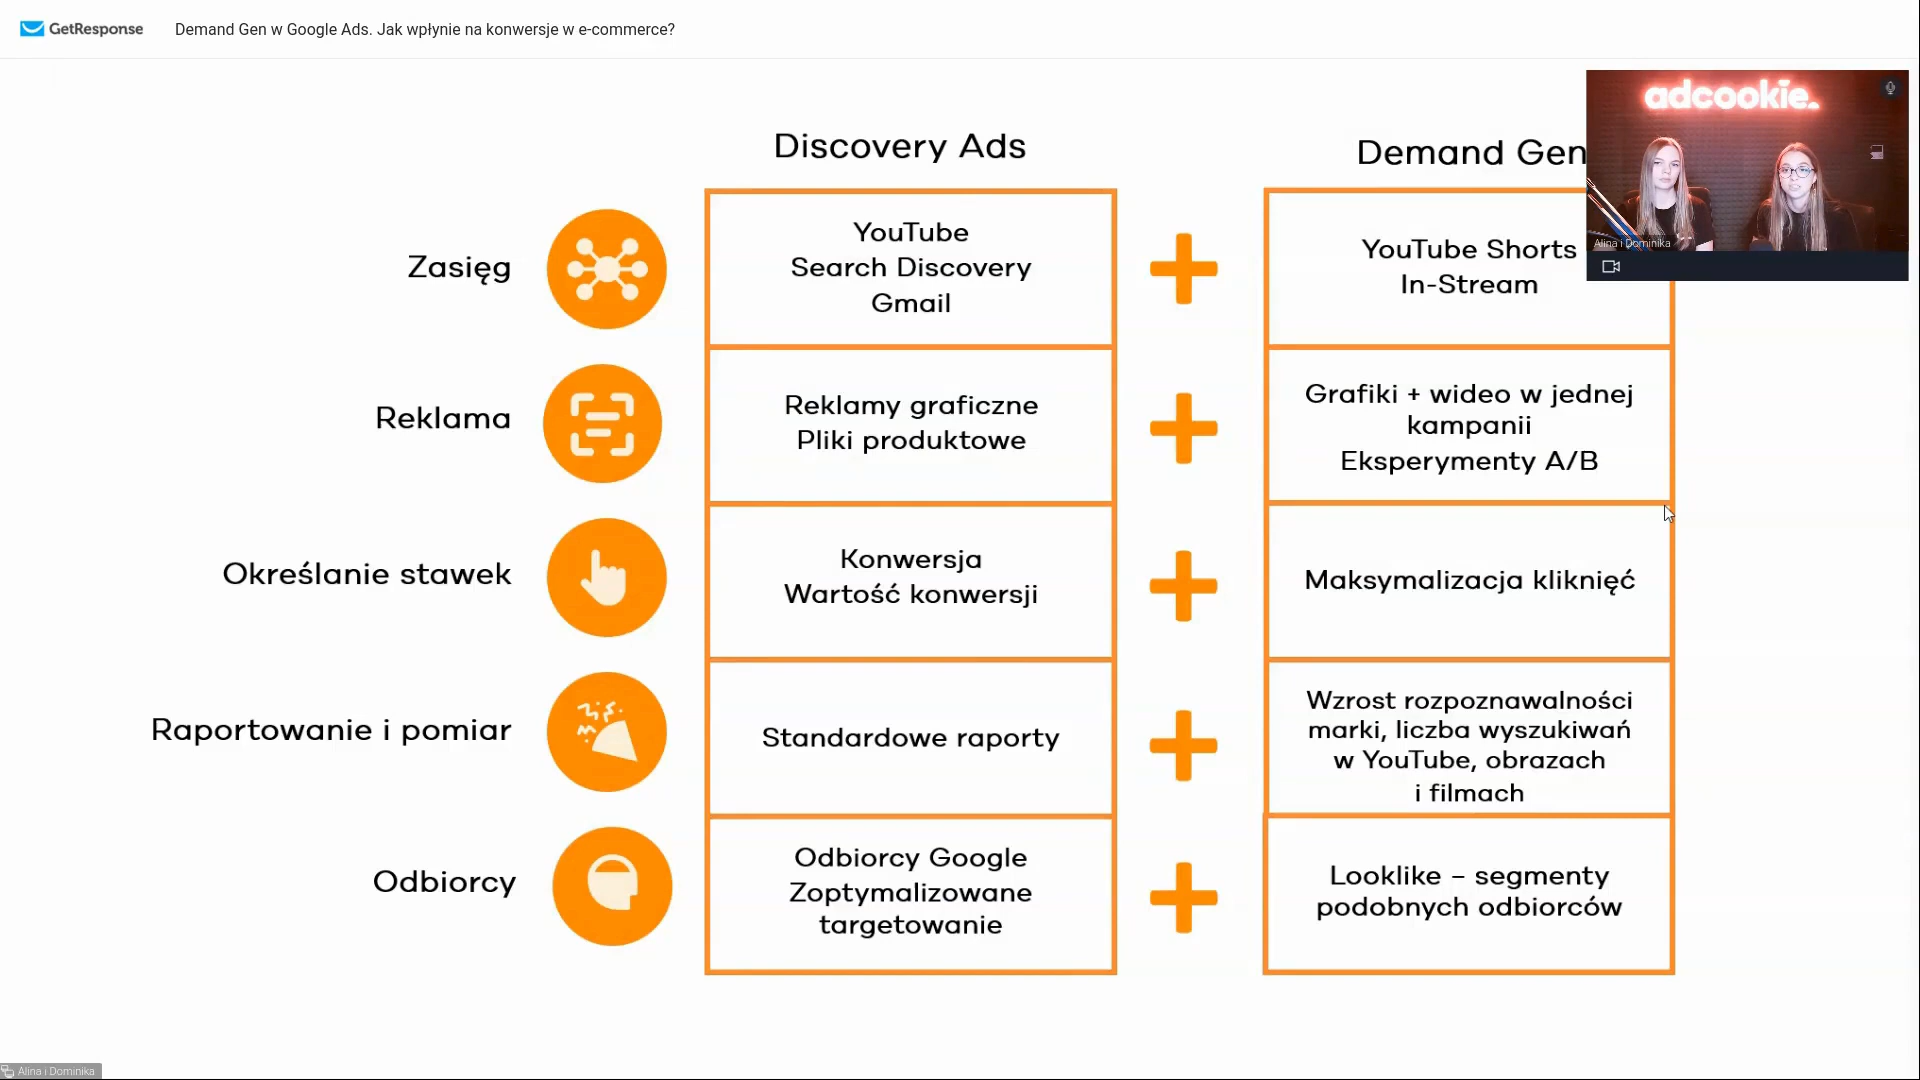 GetResponse
Demand Gen w Google Ads. Jak wpłynie na konwersje w e-commerce?
adcookie.
Alina i Dominika
Discovery Ads
Demand Gen
Zasięg
YouTube
Search Discovery
Gmail
YouTube Shorts
In-Stream
Reklama
Reklamy graficzne
Pliki produktowe
Grafiki + wideo w jednej
kampanii
Eksperymenty A/B
Określanie stawek
Konwersja
Wartość konwersji
Maksymalizacja kliknięć
Raportowanie i pomiar
Standardowe raporty
Wzrost rozpoznawalności
marki, liczba wyszukiwań
w YouTube, obrazach
i filmach
Odbiorcy
Odbiorcy Google
Zoptymalizowane
targetowanie
Looklike – segmenty
podobnych odbiorców
Alina i Dominika